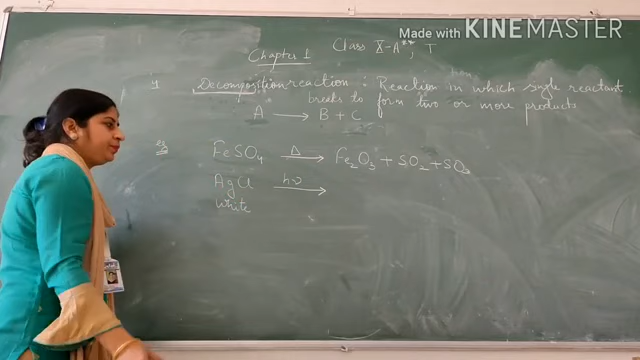 Made with KINEMASTER
Chapter 1 Class X-A
Decomposition reaction : Reaction in which single reactant
breaks to form two or more products
A → B + C
eg
FeSO4 Δ→ Fe2O3 + SO2 + SO3
AgCl hν→
White